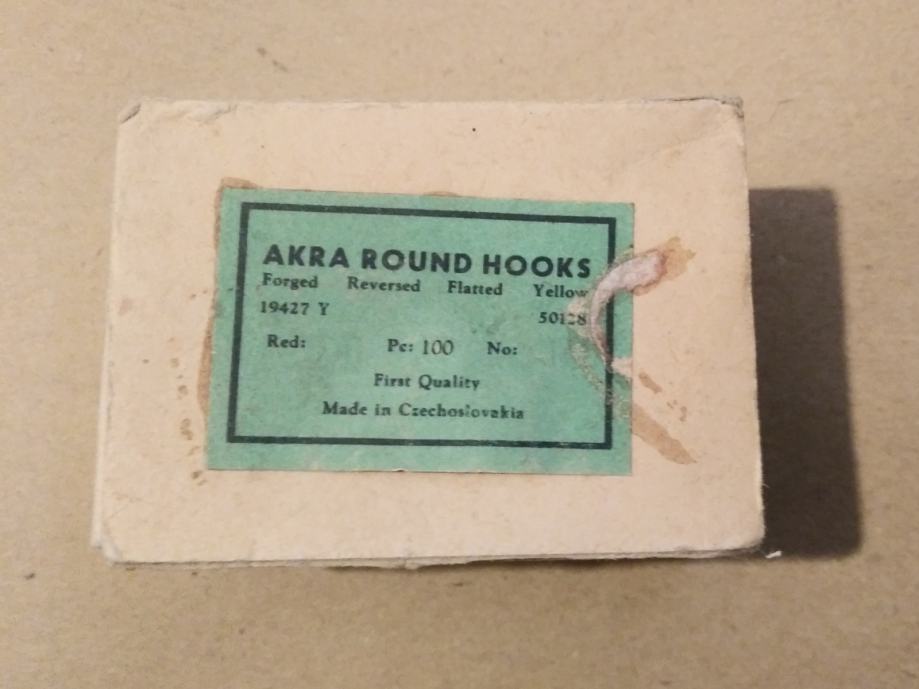 AKRA ROUND HOOKS
Forged Reversed Flatted Yellow
19427 Y 50128
Red: Pc: 100 No:
First Quality
Made in Czechoslovakia